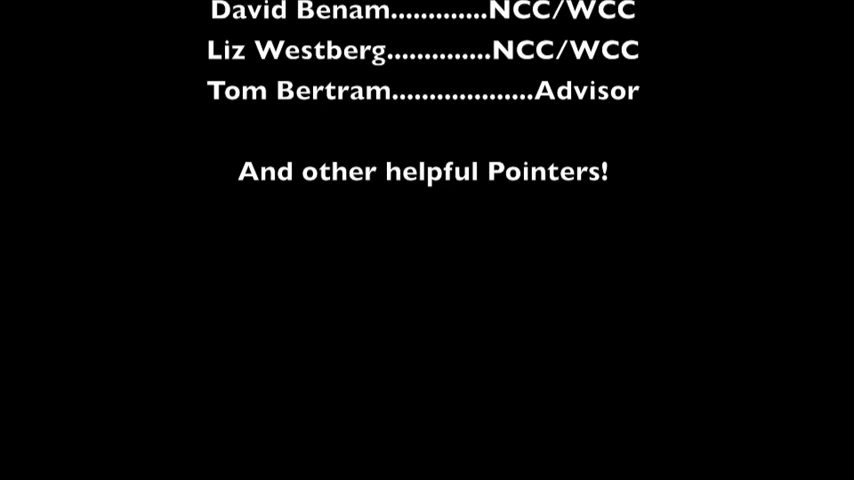 David Benam.............NCC/WCC
Liz Westberg..............NCC/WCC
Tom Bertram...................Advisor
And other helpful Pointers!